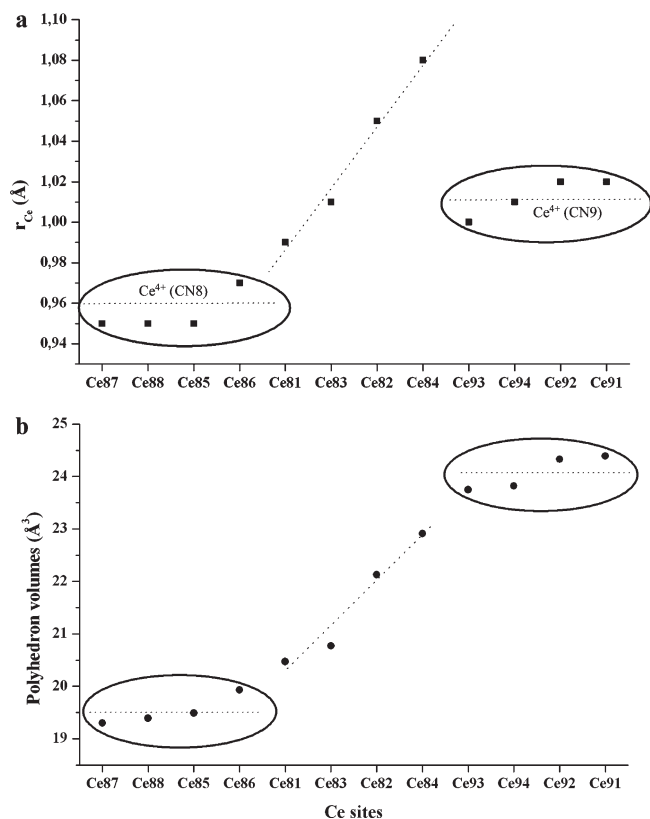 a
1,10
1,08
1,06
1,04
1,02
1,00
0,98
0,96
0,94
r_Ce (Å)
Ce⁴⁺ (CN8)
Ce⁴⁺ (CN9)
Ce87 Ce88 Ce85 Ce86 Ce81 Ce83 Ce82 Ce84 Ce93 Ce94 Ce92 Ce91
b
25
24
23
22
21
20
19
Polyhedron volumes (Å³)
Ce87 Ce88 Ce85 Ce86 Ce81 Ce83 Ce82 Ce84 Ce93 Ce94 Ce92 Ce91
Ce sites